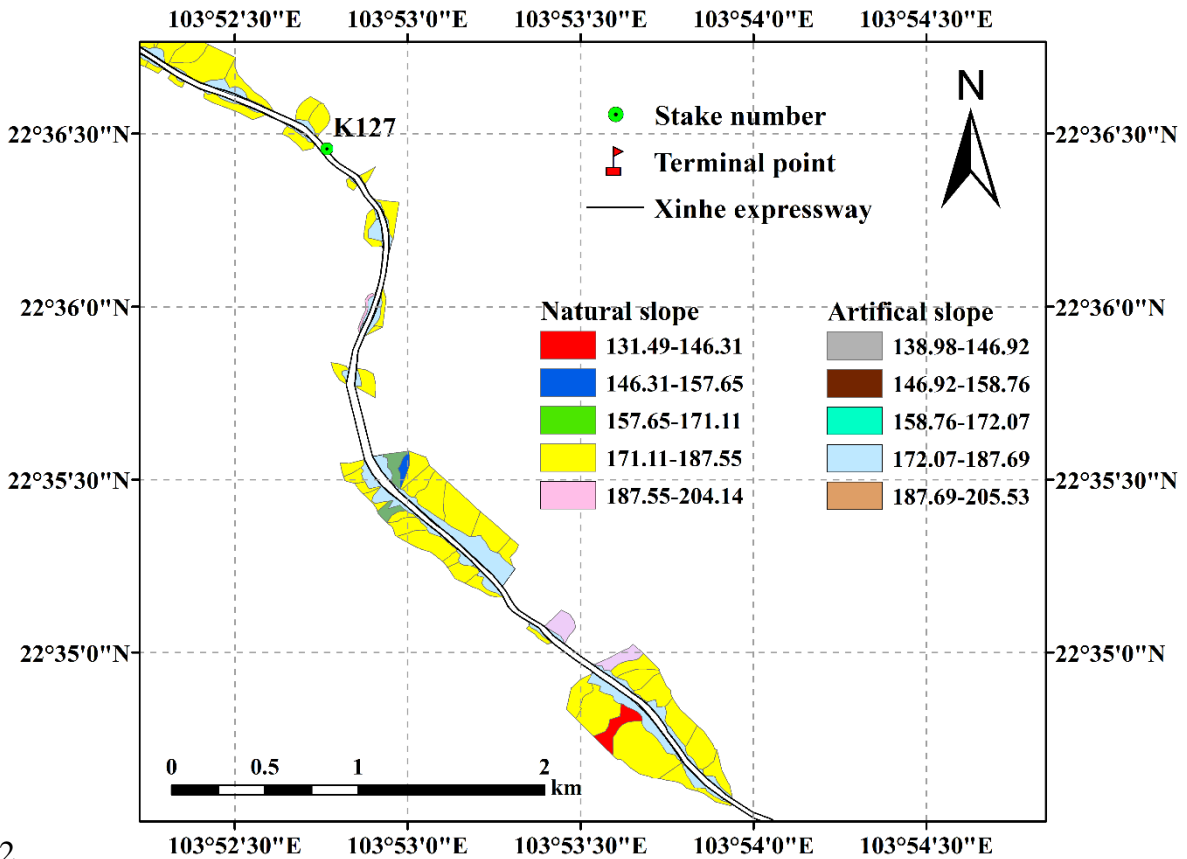 103°52'30"E 103°53'0"E 103°53'30"E 103°54'0"E 103°54'30"E
N
Stake number
K127
22°36'30"N 22°36'30"N
Terminal point
Xinhe expressway
22°36'0"N 22°36'0"N
Natural slope Artifical slope
131.49-146.31 138.98-146.92
146.31-157.65 146.92-158.76
157.65-171.11 158.76-172.07
171.11-187.55 172.07-187.69
187.55-204.14 187.69-205.53
22°35'30"N 22°35'30"N
22°35'0"N 22°35'0"N
0 0.5 1 2
km
103°52'30"E 103°53'0"E 103°53'30"E 103°54'0"E 103°54'30"E
2